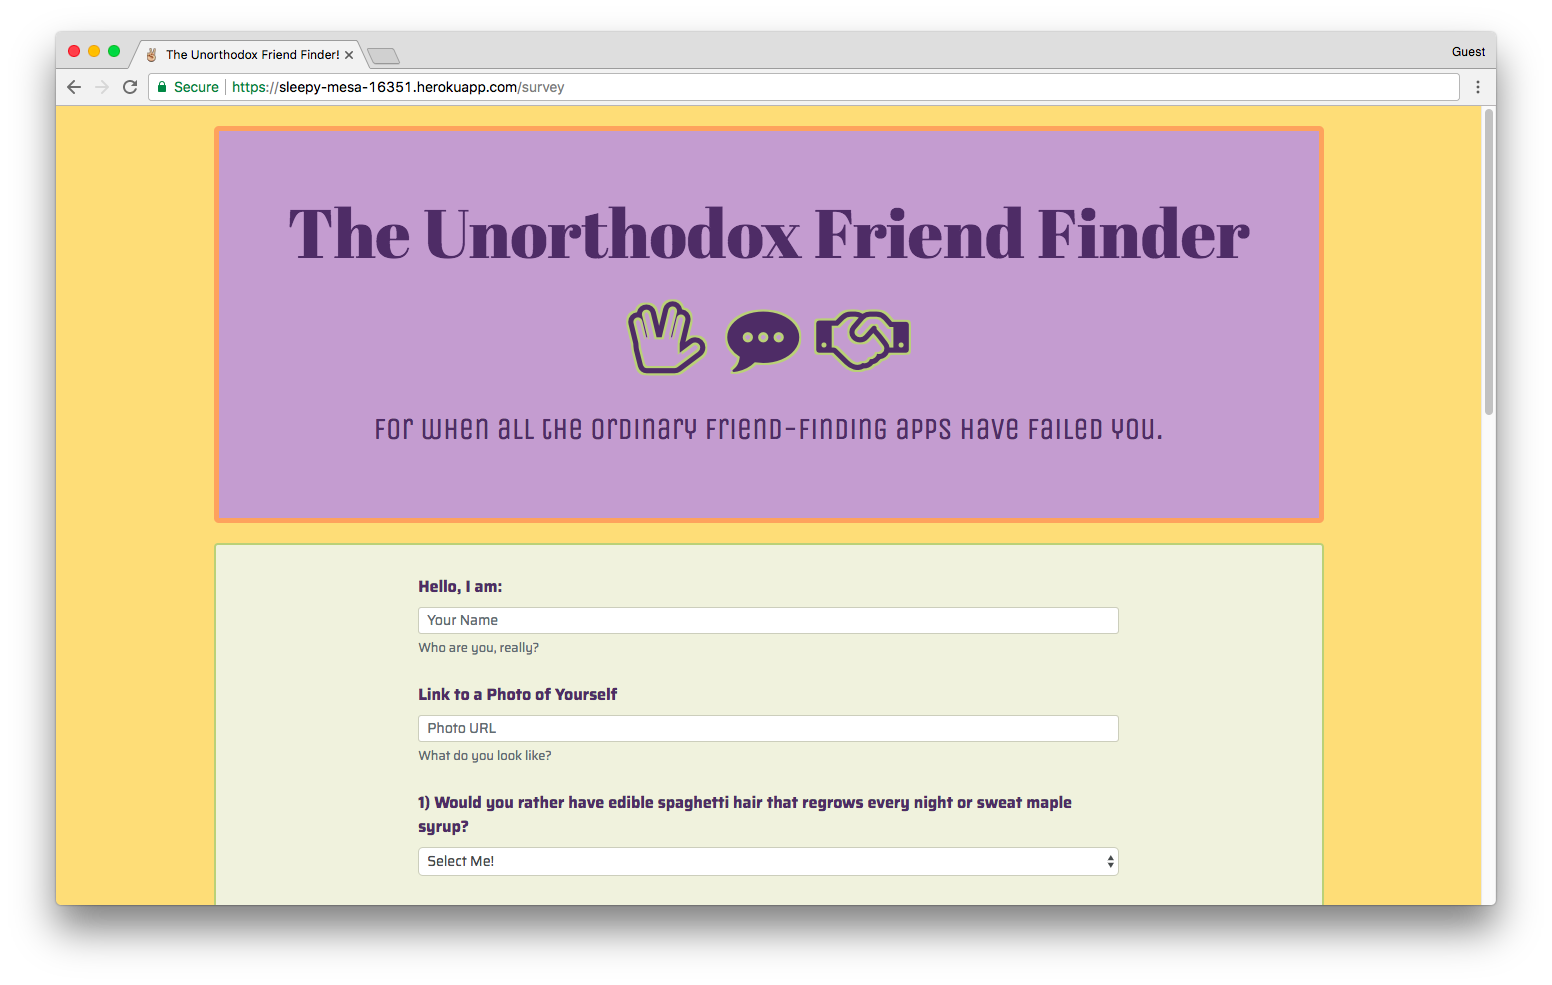 The Unorthodox Friend Finder!
Guest
Secure
https://sleepy-mesa-16351.herokuapp.com/survey
The Unorthodox Friend Finder
For when all the ordinary friend-finding apps have failed you.
Hello, I am:
Your Name
Who are you, really?
Link to a Photo of Yourself
Photo URL
What do you look like?
1) Would you rather have edible spaghetti hair that regrows every night or sweat maple
syrup?
Select Me!